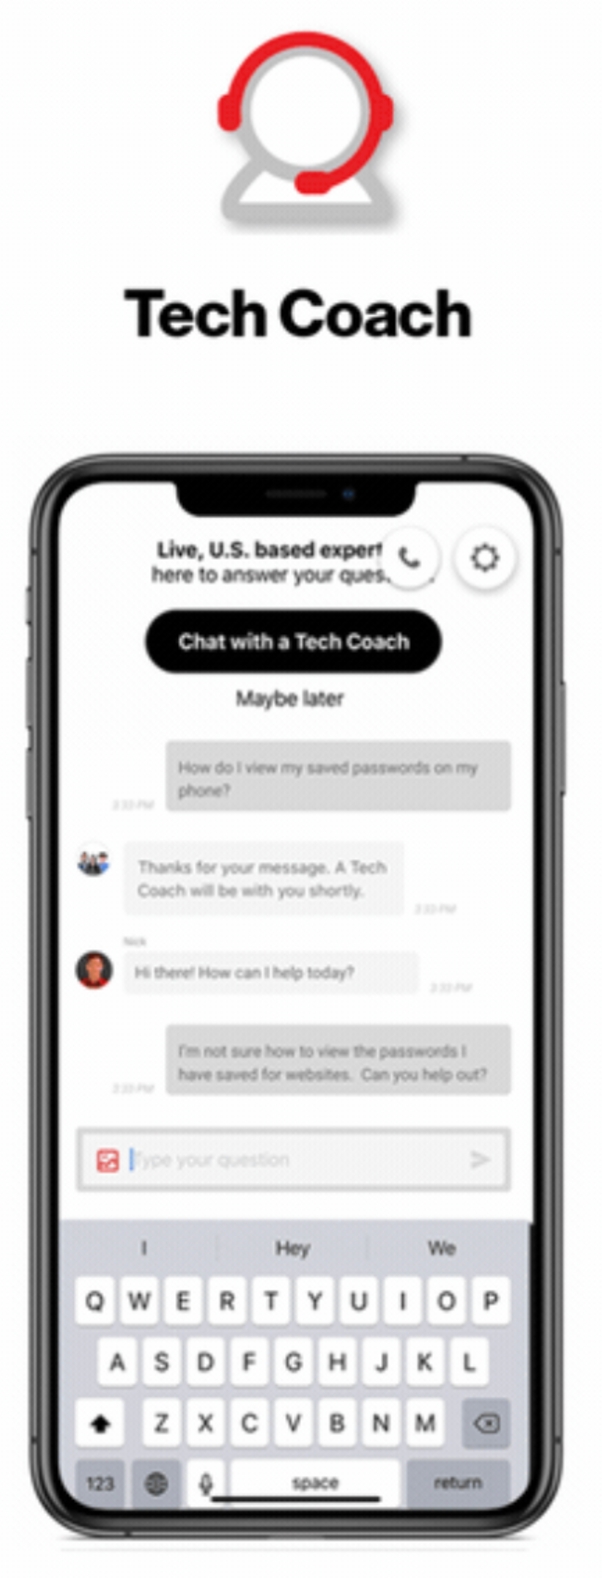 Tech Coach
Live, U.S. based expert
here to answer your ques
Chat with a Tech Coach
Maybe later
How do I view my saved passwords on my
phone?
3:33 PM
Thanks for your message. A Tech
Coach will be with you shortly.
3:33 PM
Nick
Hi there! How can I help today?
3:33 PM
I'm not sure how to view the passwords I
have saved for websites. Can you help out?
3:33 PM
Type your question
I Hey We
Q W E R T Y U I O P
A S D F G H J K L
Z X C V B N M
123 space return